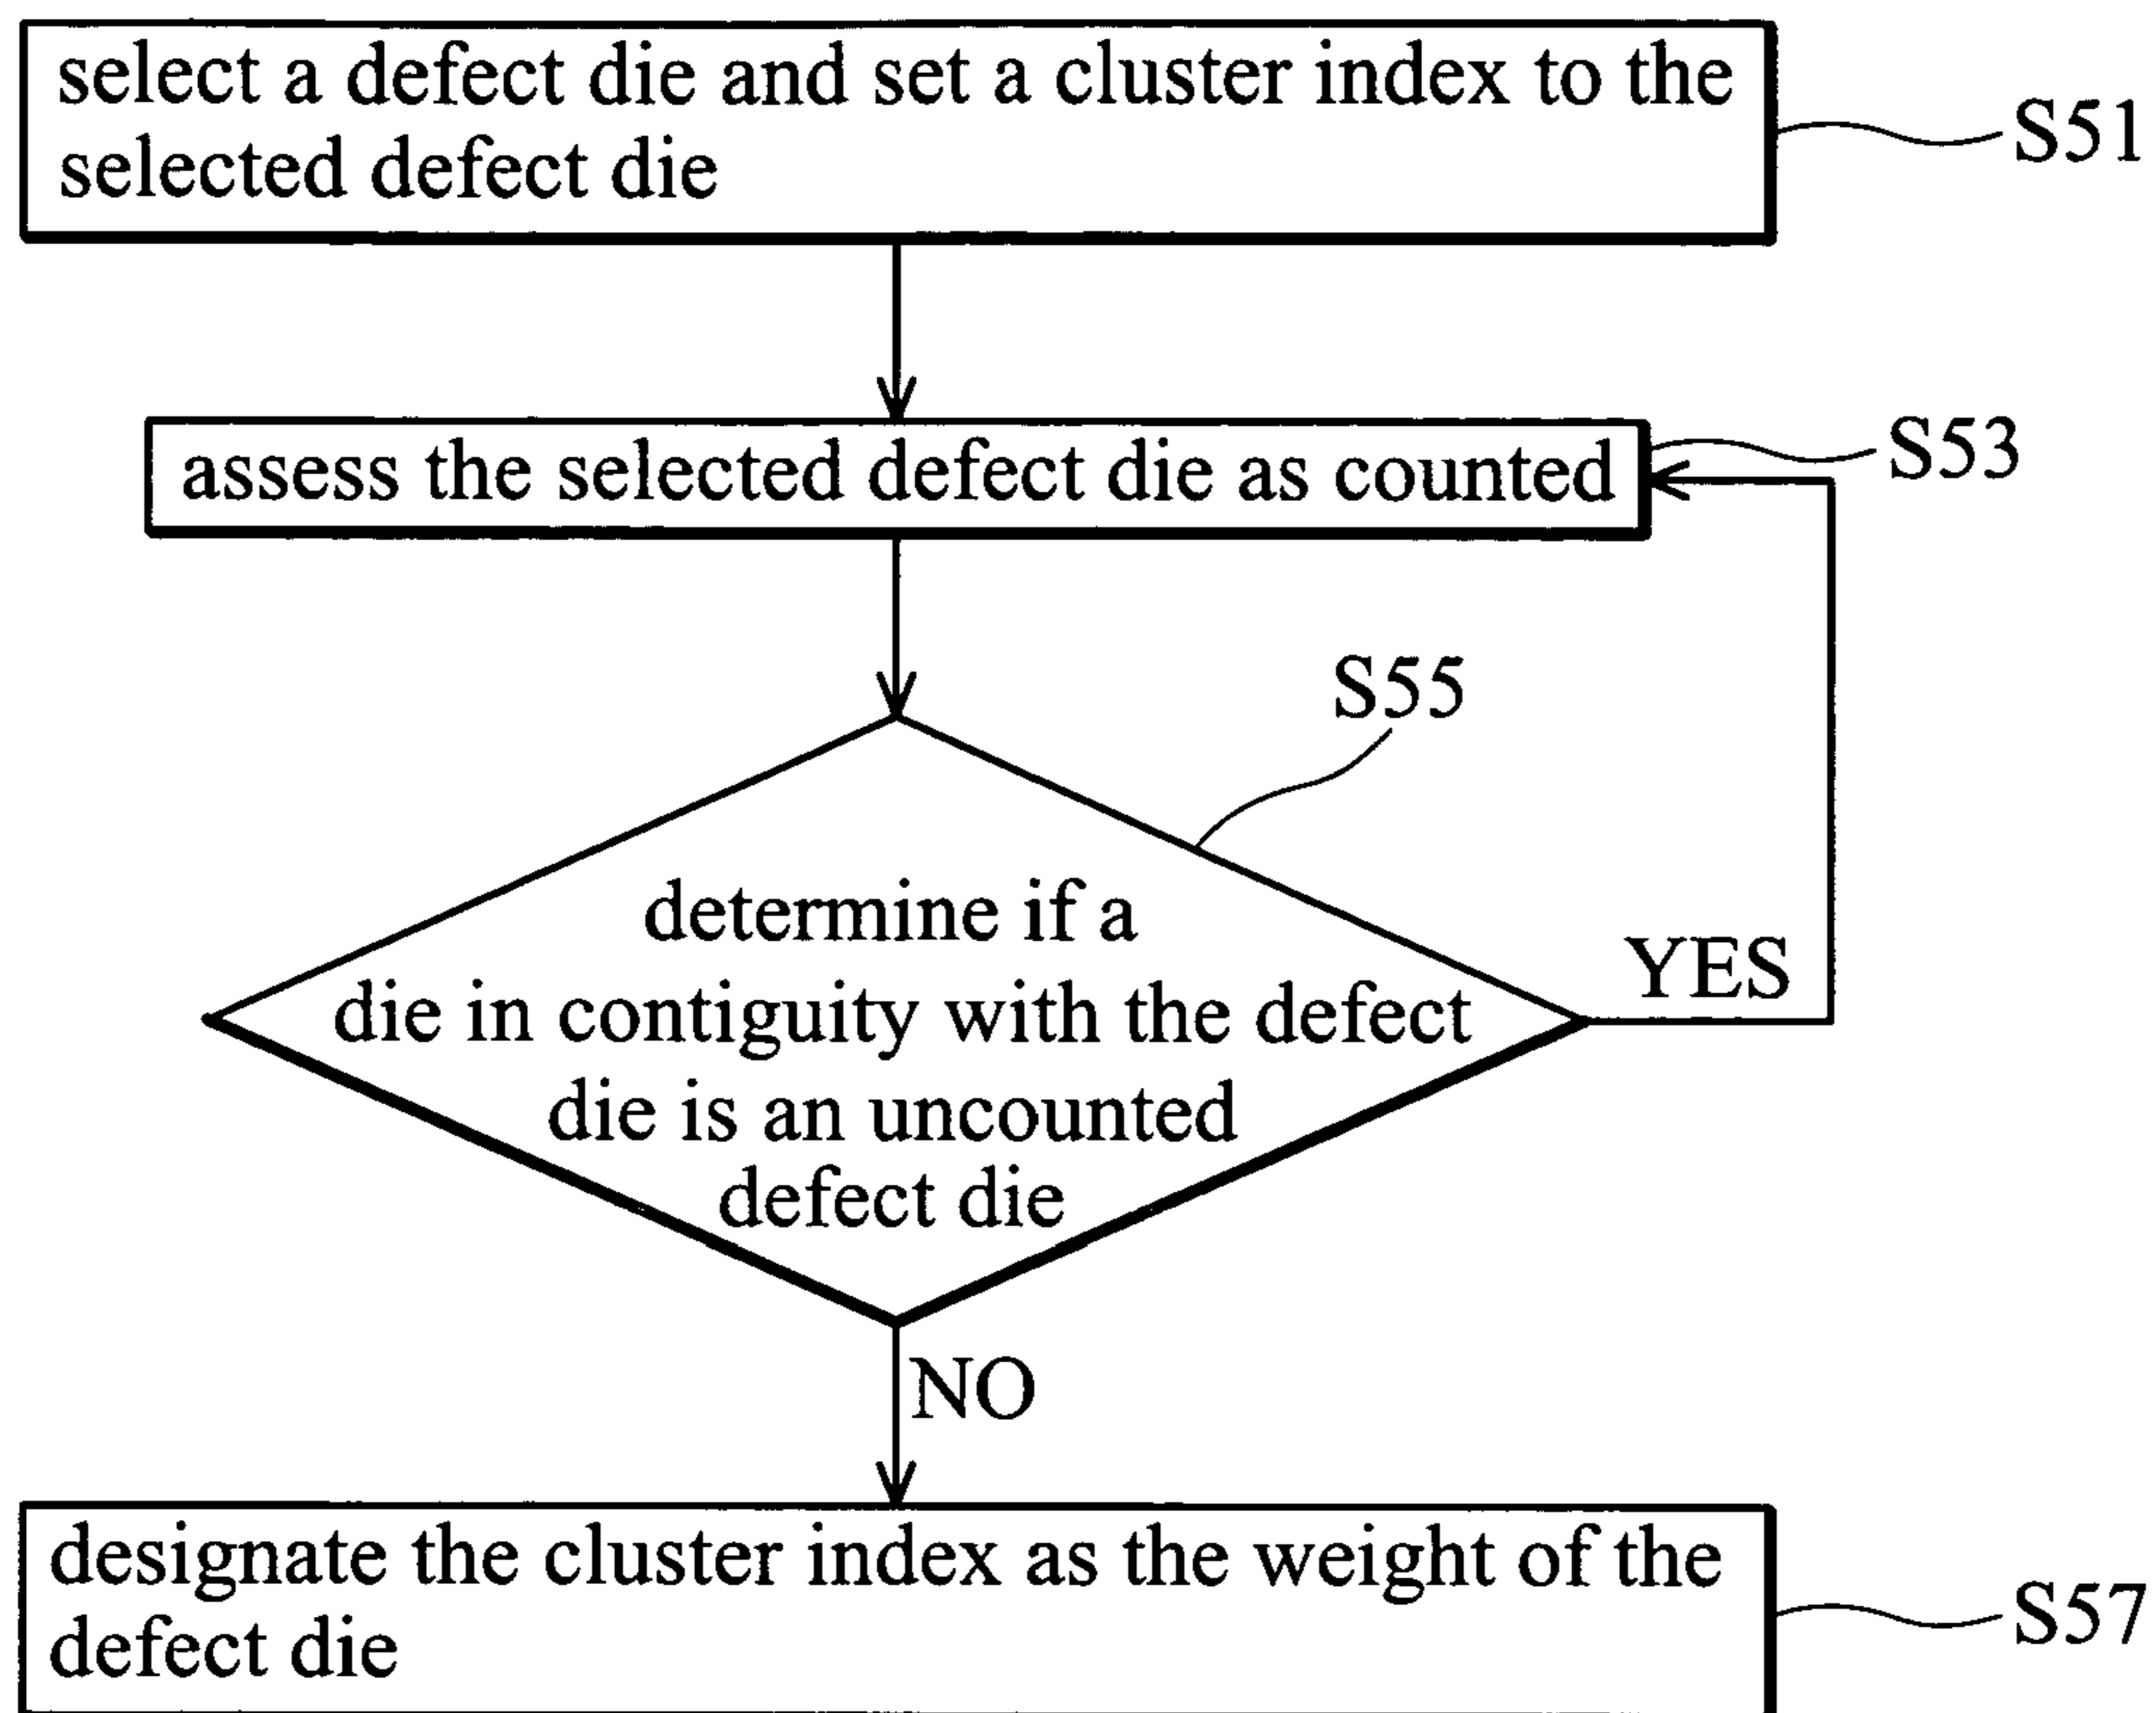 select a defect die and set a cluster index to the
selected defect die
S51
assess the selected defect die as counted
S53
S55
determine if a
die in contiguity with the defect
die is an uncounted
defect die
YES
NO
designate the cluster index as the weight of the
defect die
S57